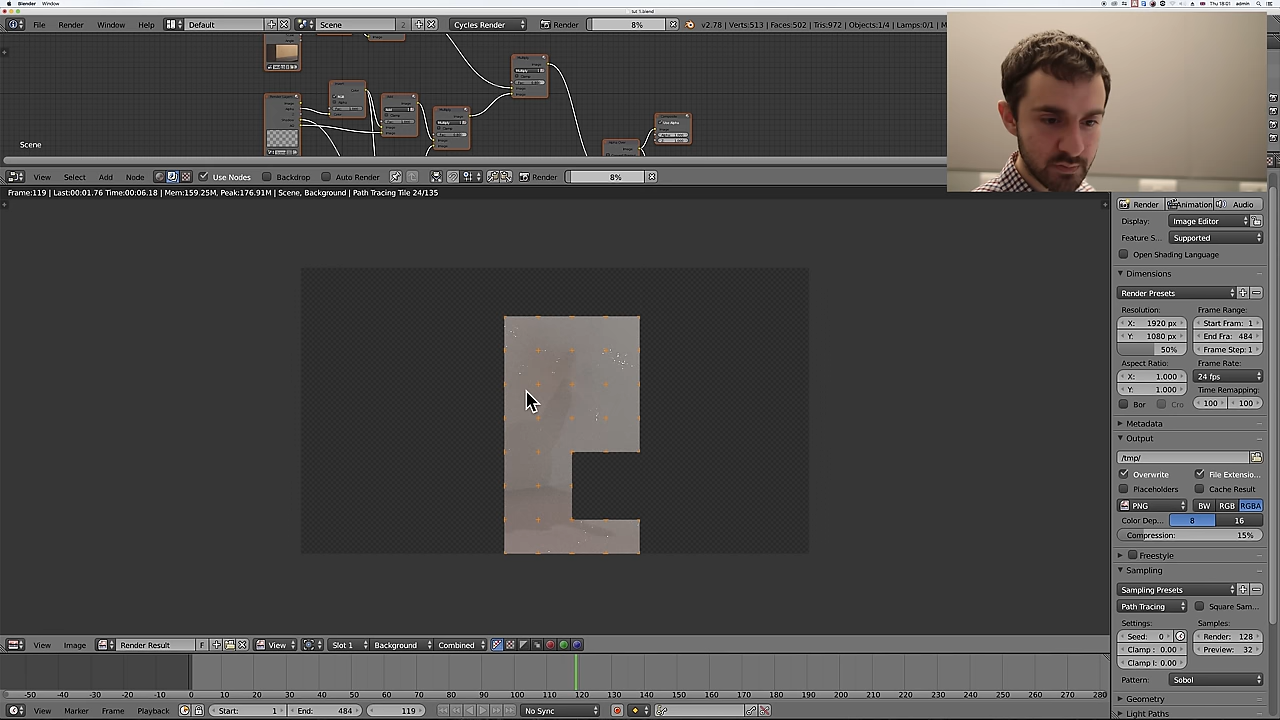 Blender Window
tut 1.blend
Thu 18:01 admin
File Render Window Help Default Scene 2 Cycles Render Render 8% v2.78 | Verts:513 | Faces:502 | Tris:972 | Objects:1/4 | Lamps:0/1
Scene
View Select Add Node Use Nodes Backdrop Auto Render Render 8%
Frame:119 | Last:00:01.76 Time:00:06.18 | Mem:159.25M, Peak:176.91M | Scene, Background | Path Tracing Tile 24/135
Render Animation Audio
Display: Image Editor
Feature S... Supported
Open Shading Language
Dimensions
Render Presets
Resolution: Frame Range:
X: 1920 px Start Fram: 1
Y: 1080 px End Fra: 484
50% Frame Step: 1
Aspect Ratio: Frame Rate:
X: 1.000 24 fps
Y: 1.000 Time Remapping:
Bor Cro 100 100
Metadata
Output
/tmp/
Overwrite File Extensio...
Placeholders Cache Result
PNG BW RGB RGBA
Color Dep... 8 16
Compression: 15%
Freestyle
Sampling
Sampling Presets
Path Tracing Square Sam...
Settings: Samples:
Seed: 0 Render: 128
Clamp : 0.00 Preview: 32
Clamp I: 0.00
Pattern: Sobol
Geometry
Light Paths
View Image Render Result F View Slot 1 Background Combined
-50 -40 -30 -20 -10 0 10 20 30 40 50 60 70 80 90 100 110 120 130 140 150 160 170 180 190 200 210 220 230 240 250 260 270 280
View Marker Frame Playback Start: 1 End: 484 119 No Sync